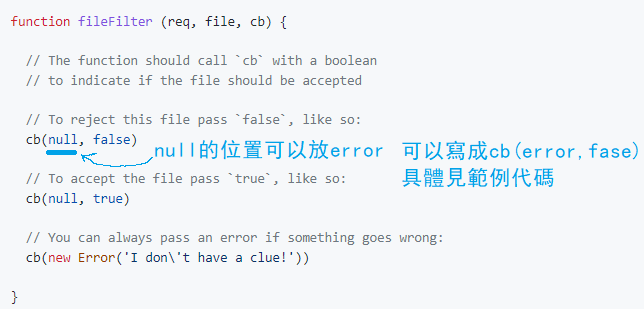 function fileFilter (req, file, cb) {
// The function should call `cb` with a boolean
// to indicate if the file should be accepted
// To reject this file pass `false`, like so:
cb(null, false)
null的位置可以放error
可以寫成cb(error,fase)
具體見範例代碼
// To accept the file pass `true`, like so:
cb(null, true)
// You can always pass an error if something goes wrong:
cb(new Error('I don\'t have a clue!'))
}